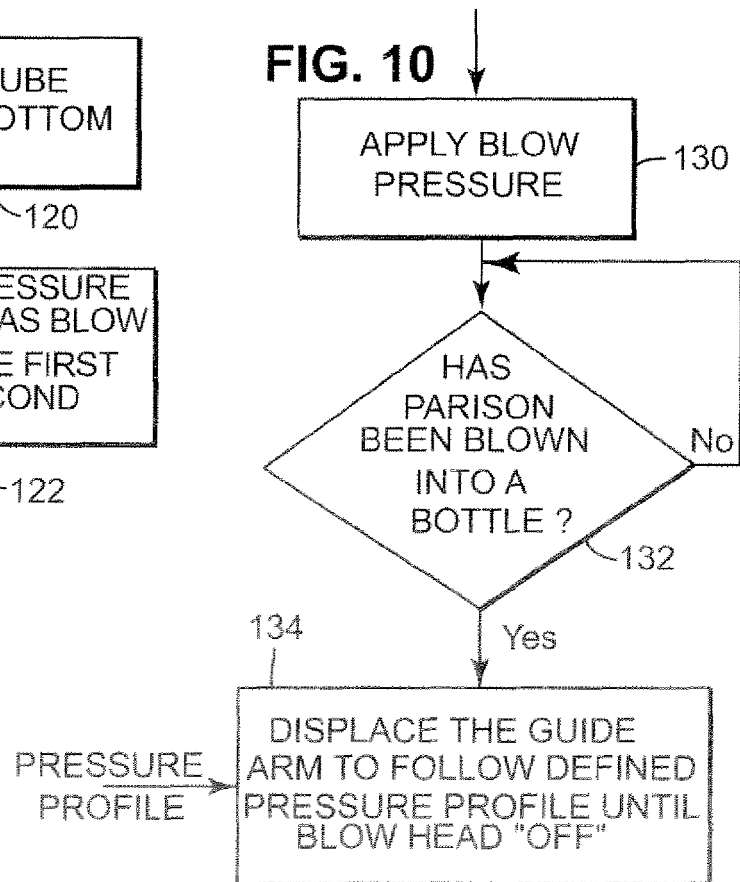 FIG. 10
UBE
OTTOM
120
ESSURE
AS BLOW
E FIRST
COND
122
APPLY BLOW
PRESSURE
130
HAS
PARISON
BEEN BLOWN
INTO A
BOTTLE ?
No
132
Yes
134
PRESSURE
PROFILE
DISPLACE THE GUIDE
ARM TO FOLLOW DEFINED
PRESSURE PROFILE UNTIL
BLOW HEAD "OFF"